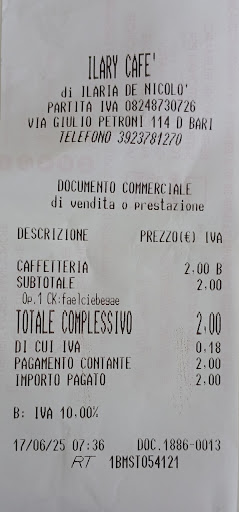 ILARY CAFE'
di ILARIA DE NICOLO'
PARTITA IVA 08248730726
VIA GIULIO PETRONI 114 D BARI
TELEFONO 3923781270
DOCUMENTO COMMERCIALE
di vendita o prestazione
DESCRIZIONE PREZZO(€) IVA
CAFFETTERIA 2,00 B
SUBTOTALE 2,00
Op.1 CK:faelciebegae
TOTALE COMPLESSIVO 2,00
DI CUI IVA 0,18
PAGAMENTO CONTANTE 2,00
IMPORTO PAGATO 2,00
B: IVA 10,00%
17/06/25 07:36 DOC.1886-0013
RT 1BMST054121